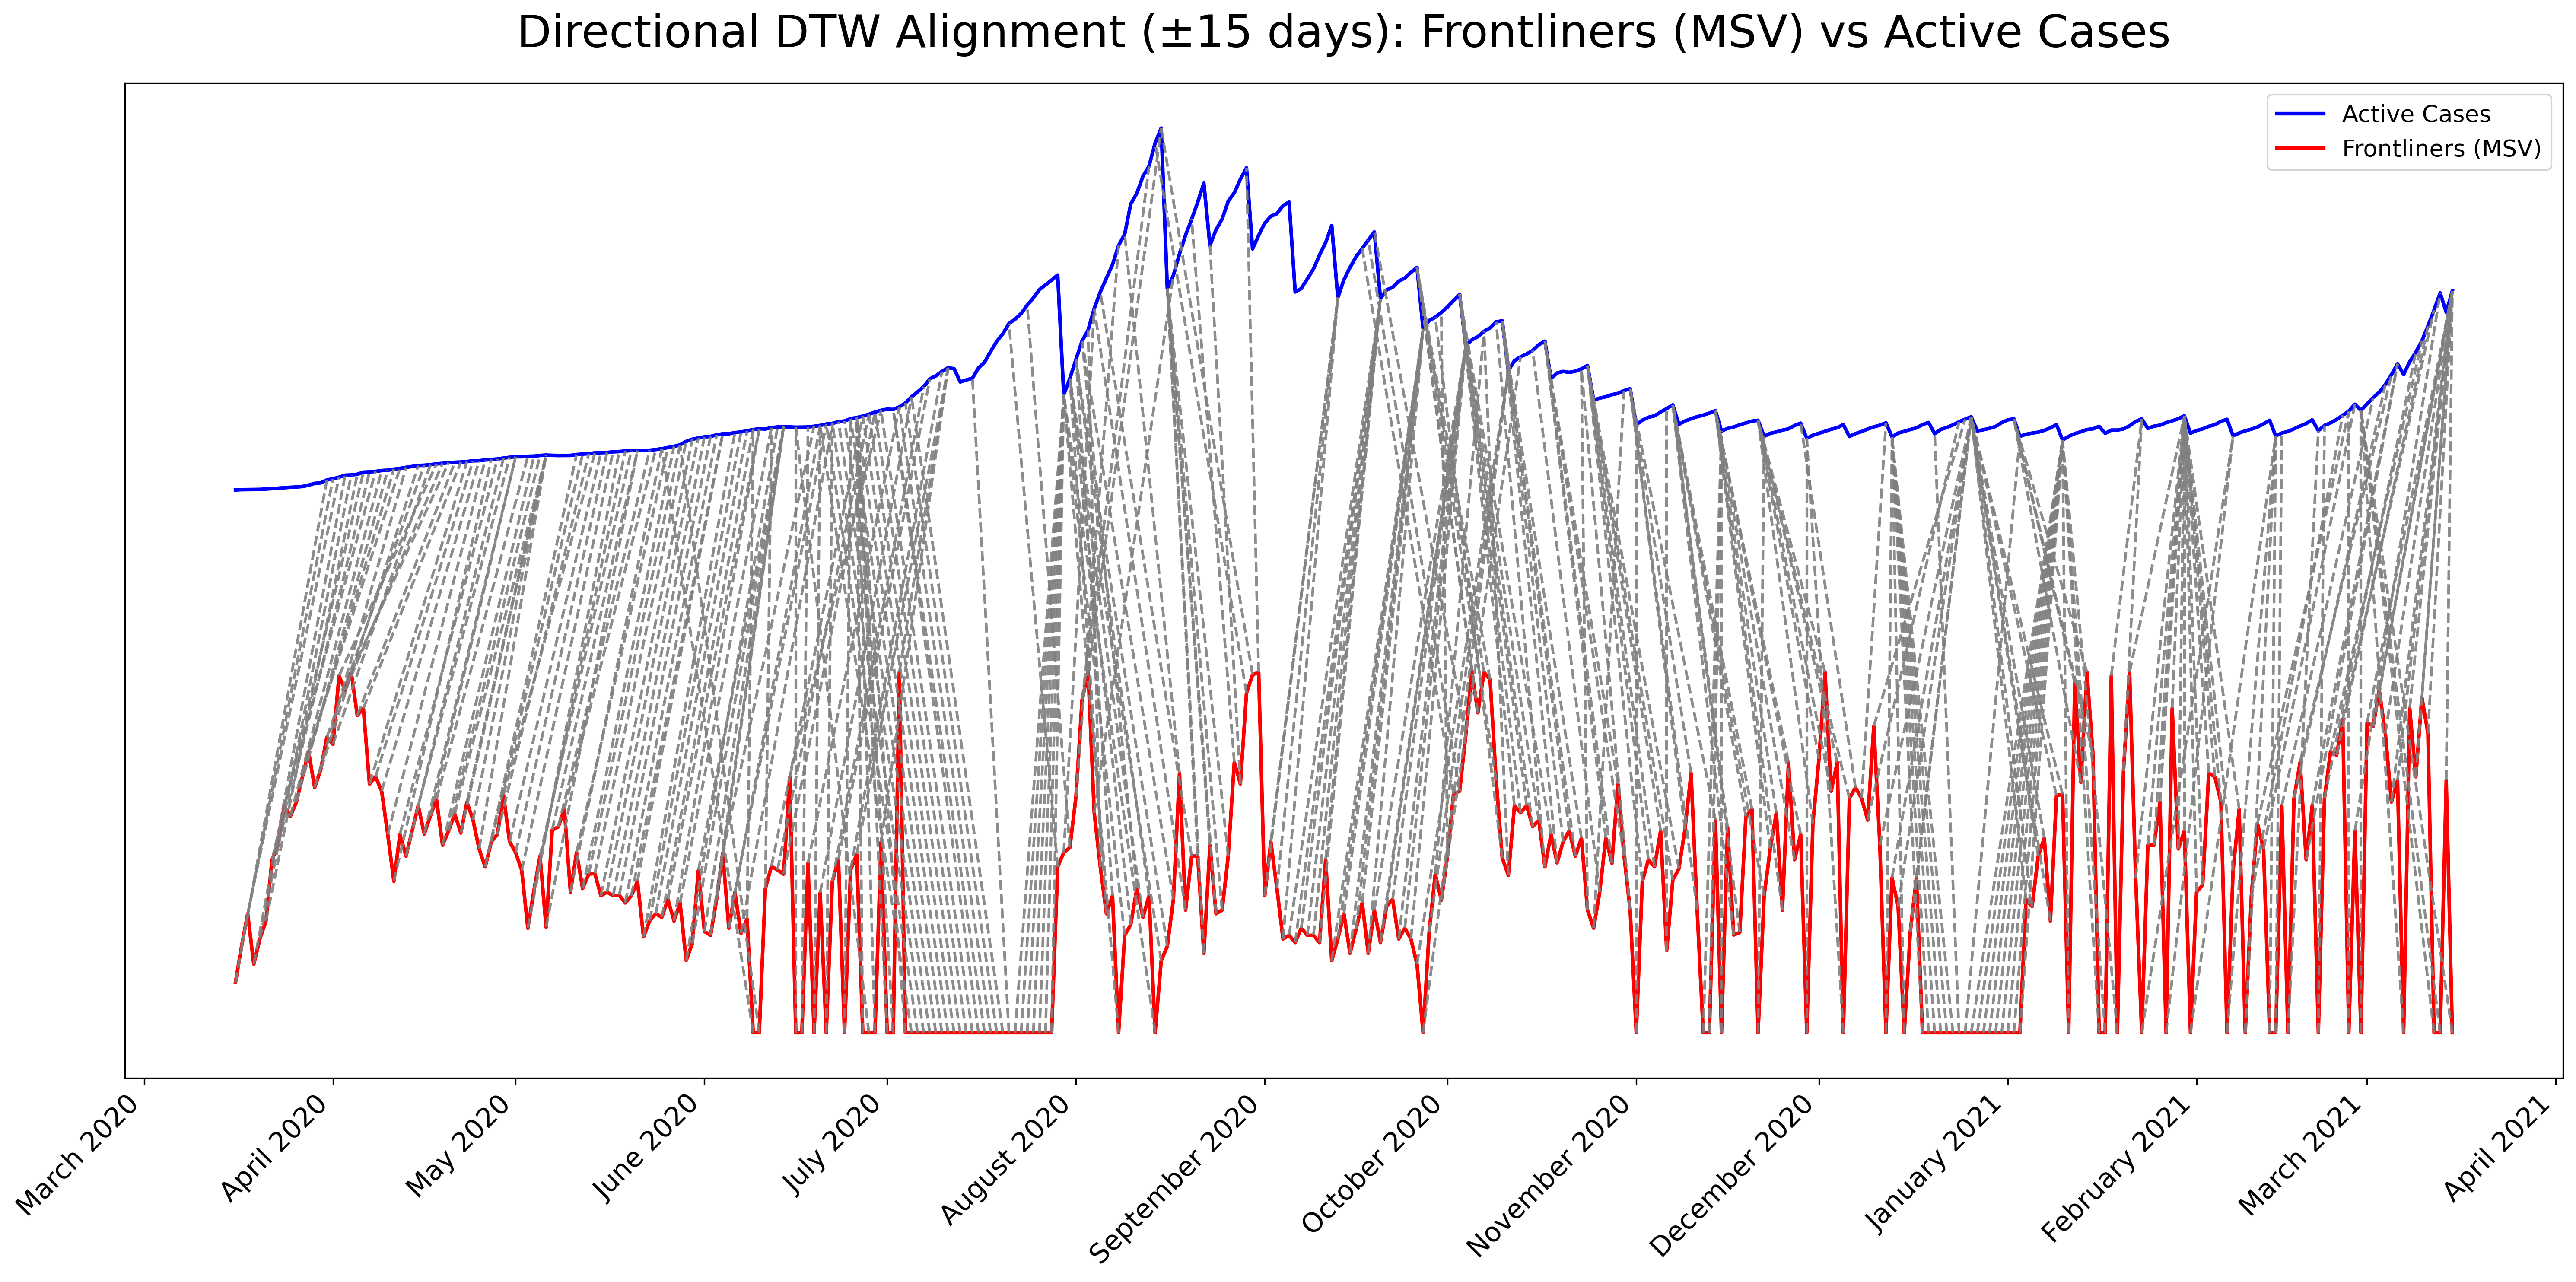 Directional DTW Alignment (±15 days): Frontliners (MSV) vs Active Cases
Active Cases
Frontliners (MSV)
March 2020
April 2020
May 2020
June 2020
July 2020
August 2020
September 2020
October 2020
November 2020
December 2020
January 2021
February 2021
March 2021
April 2021